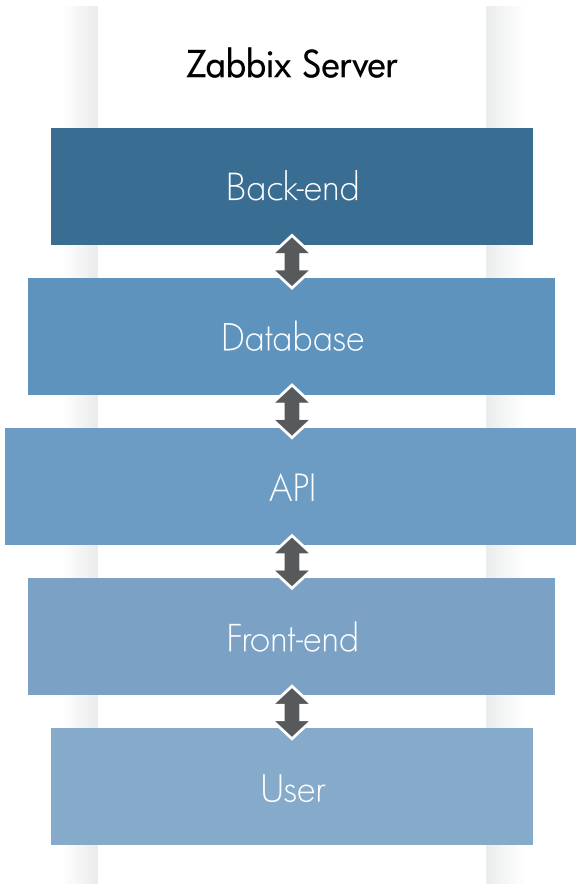 Zabbix Server
Back-end
Database
API
Front-end
User